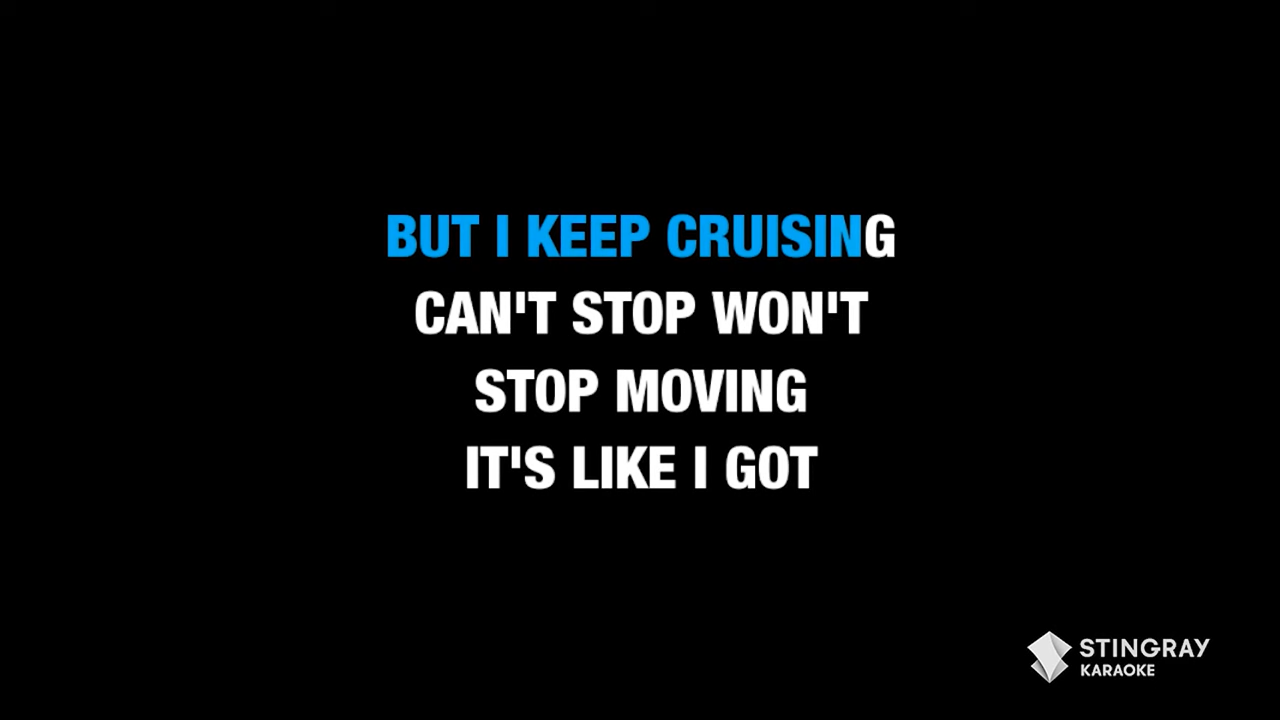 BUT I KEEP CRUISING
CAN'T STOP WON'T
STOP MOVING
IT'S LIKE I GOT
STINGRAY
KARAOKE